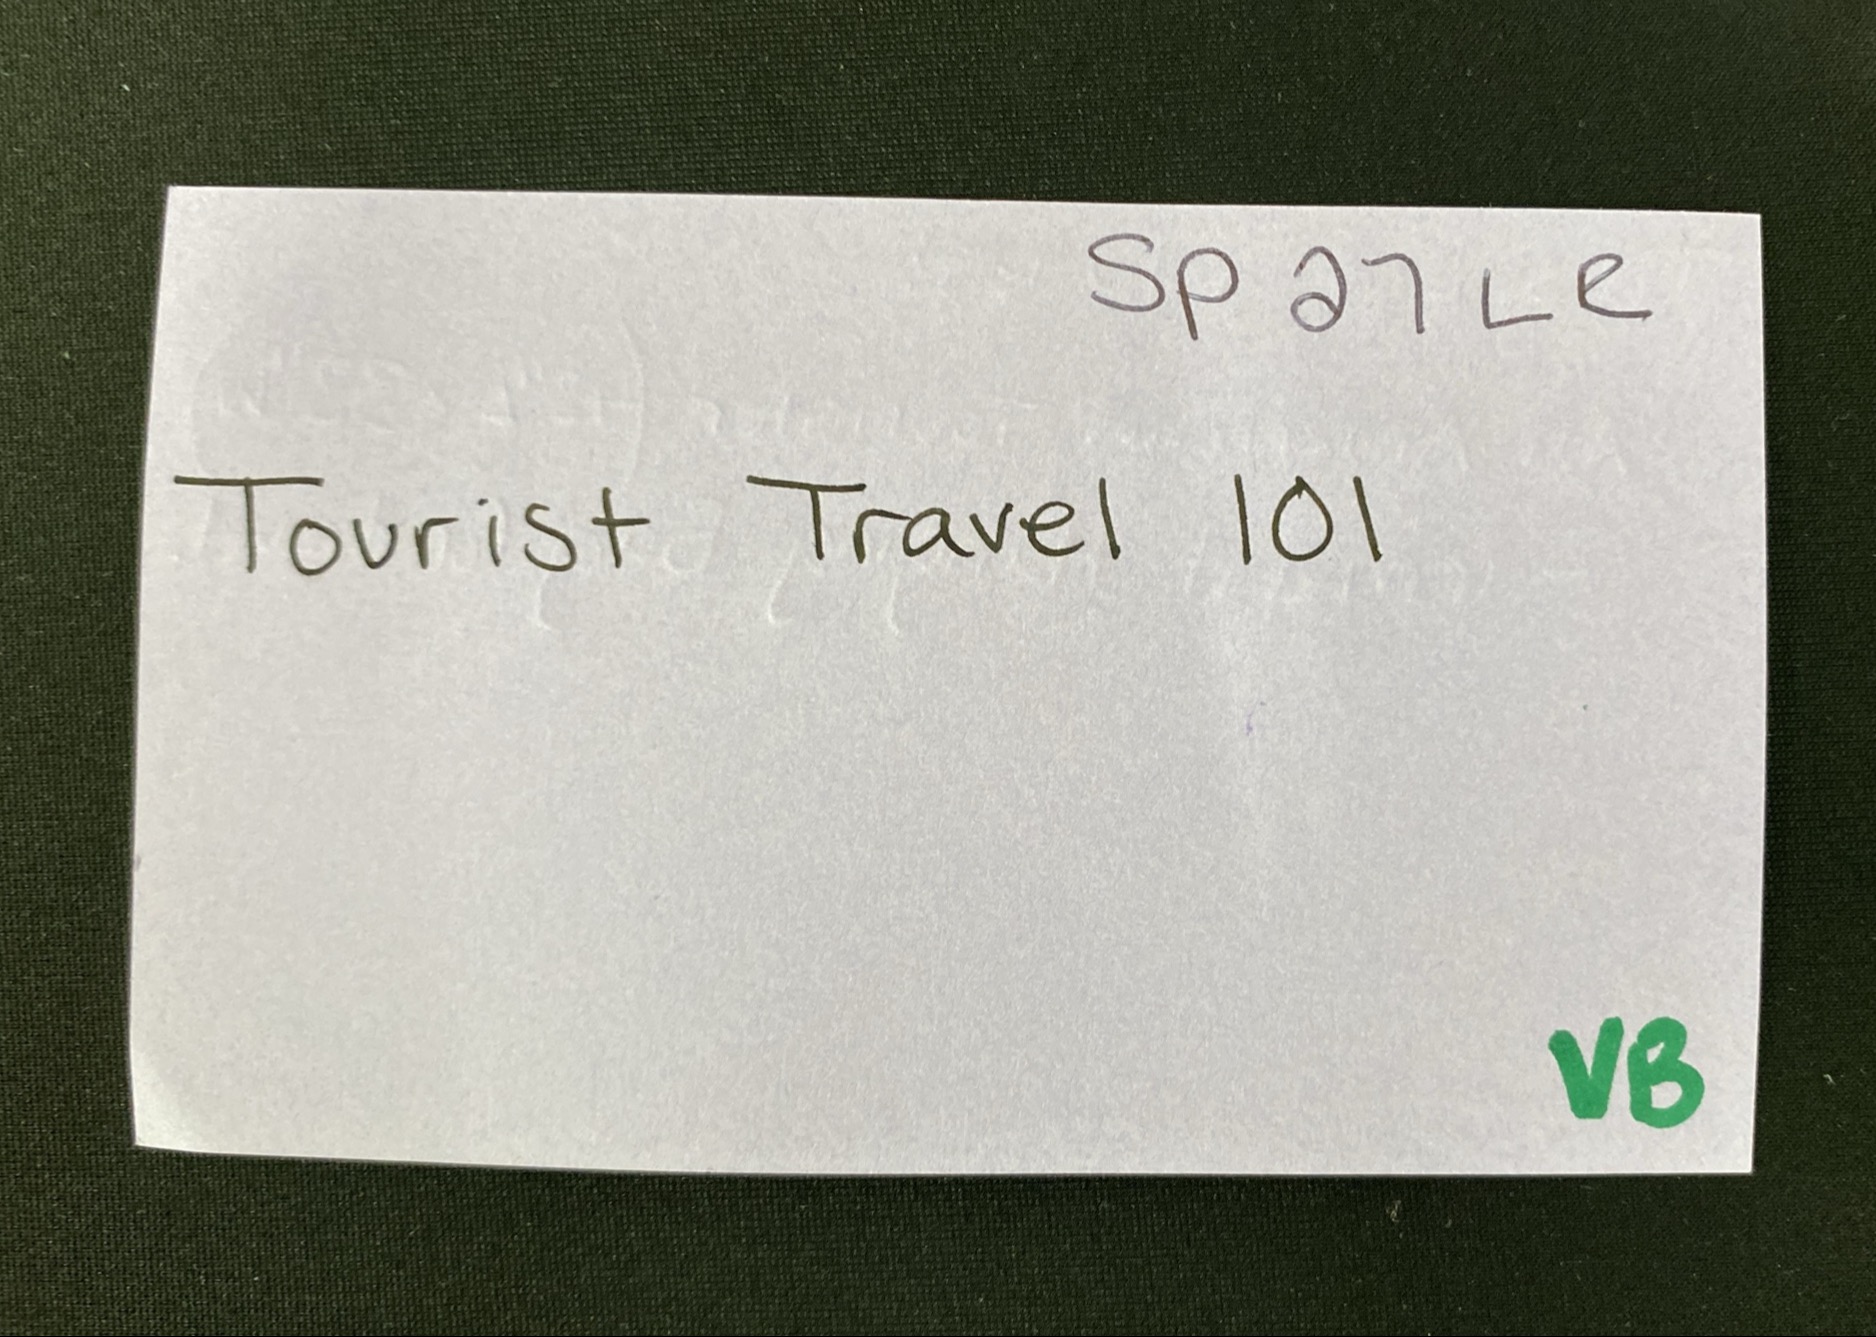 Sp 27 LE
Tourist Travel 101
VB